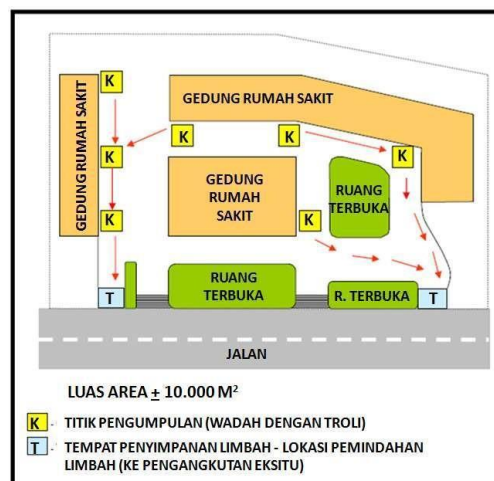 GEDUNG RUMAH SAKIT
K
GEDUNG RUMAH SAKIT
K
K
K
K
GEDUNG
RUMAH
SAKIT
RUANG
TERBUKA
K
K
T
RUANG
TERBUKA
R. TERBUKA
T
JALAN
LUAS AREA ± 10.000 M²
K - TITIK PENGUMPULAN (WADAH DENGAN TROLI)
T - TEMPAT PENYIMPANAN LIMBAH - LOKASI PEMINDAHAN
LIMBAH (KE PENGANGKUTAN EKSITU)